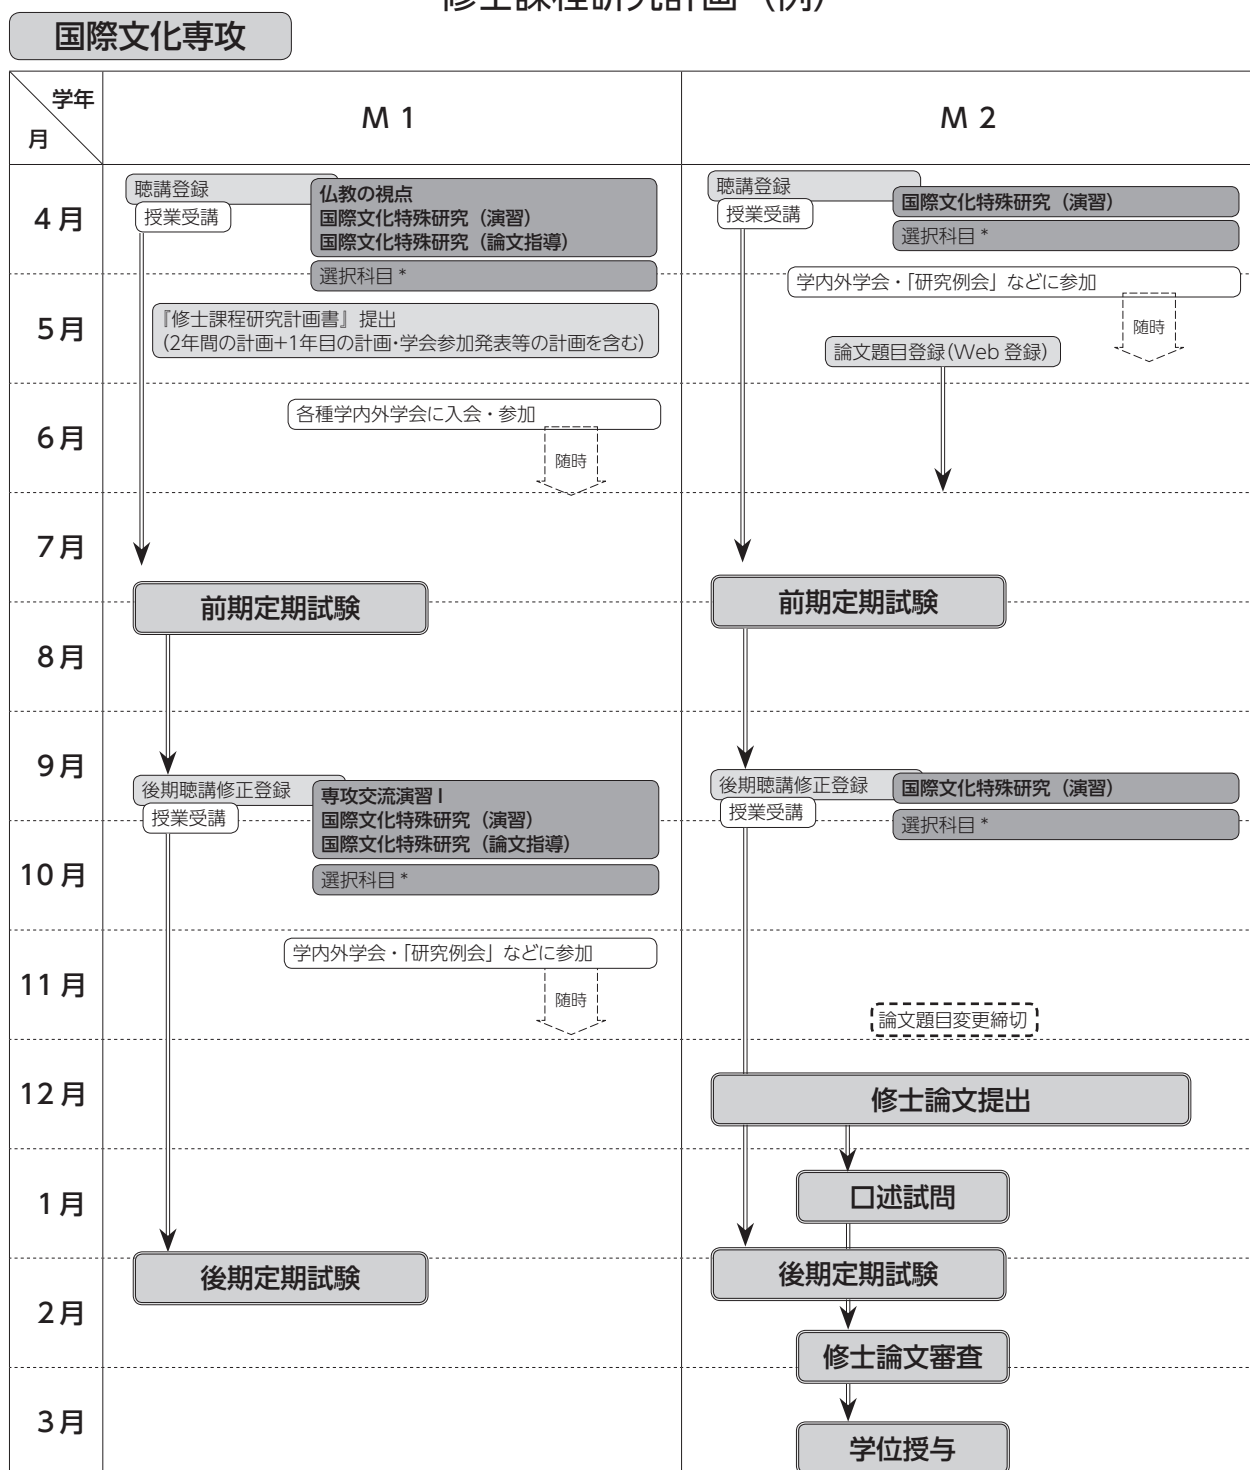 修士課程研究計画（例）
国際文化専攻
学年
月
M 1
M 2
4月
聴講登録
授業受講
仏教の視点
国際文化特殊研究（演習）
国際文化特殊研究（論文指導）
選択科目*
聴講登録
授業受講
国際文化特殊研究（演習）
選択科目*
5月
『修士課程研究計画書』提出
（2年間の計画+1年目の計画・学会参加発表等の計画を含む）
学内外学会・「研究例会」などに参加
随時
論文題目登録（Web 登録）
6月
各種学内外学会に入会・参加
随時
7月
前期定期試験
前期定期試験
8月
9月
後期聴講修正登録
授業受講
専攻交流演習Ⅰ
国際文化特殊研究（演習）
国際文化特殊研究（論文指導）
選択科目*
後期聴講修正登録
授業受講
国際文化特殊研究（演習）
選択科目*
10月
11月
学内外学会・「研究例会」などに参加
随時
論文題目変更締切
12月
修士論文提出
1月
口述試問
後期定期試験
後期定期試験
2月
修士論文審査
3月
学位授与